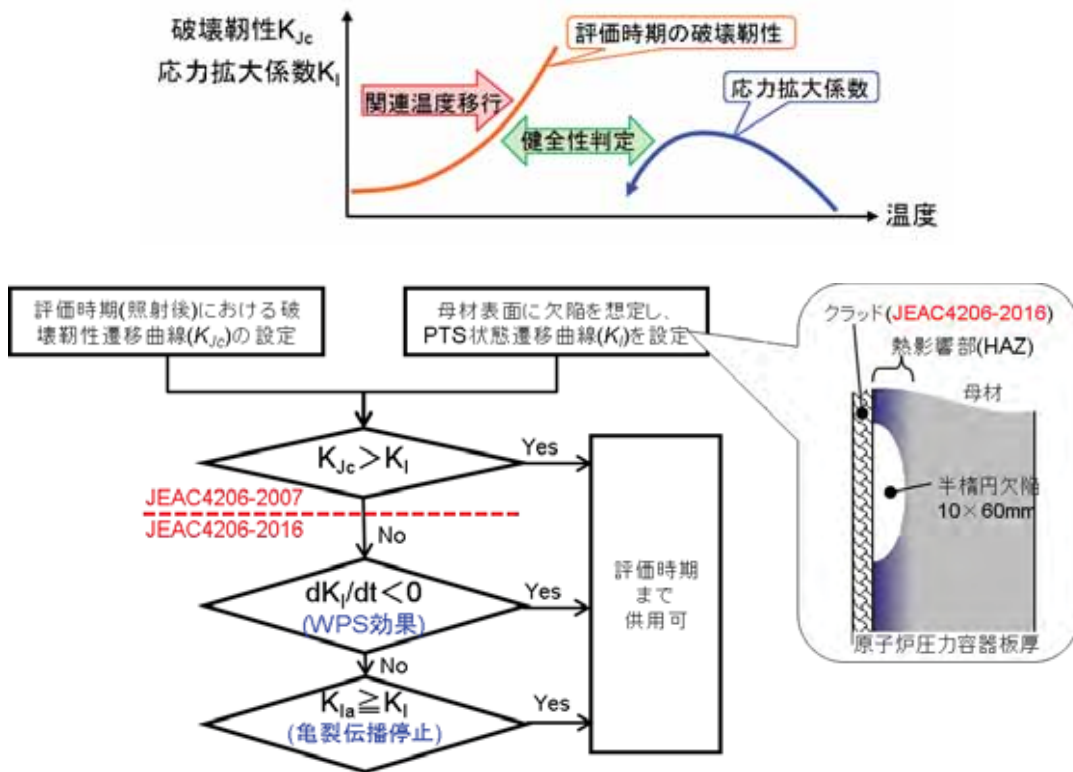 破壊靭性KJc
応力拡大係数KI
評価時期の破壊靭性
関連温度移行
応力拡大係数
健全性判定
温度
評価時期(照射後)における破
壊靭性遷移曲線(KJc)の設定
母材表面に欠陥を想定し、
PTS状態遷移曲線(KI)を設定
クラッド(JEAC4206-2016)
熱影響部(HAZ)
母材
半楕円欠陥
10×60mm
原子炉圧力容器板厚
KJc>KI
Yes
JEAC4206-2007
JEAC4206-2016
No
dKI/dt<0
(WPS効果)
Yes
評価時期
まで
供用可
No
KIa≧KI
(亀裂伝播停止)
Yes